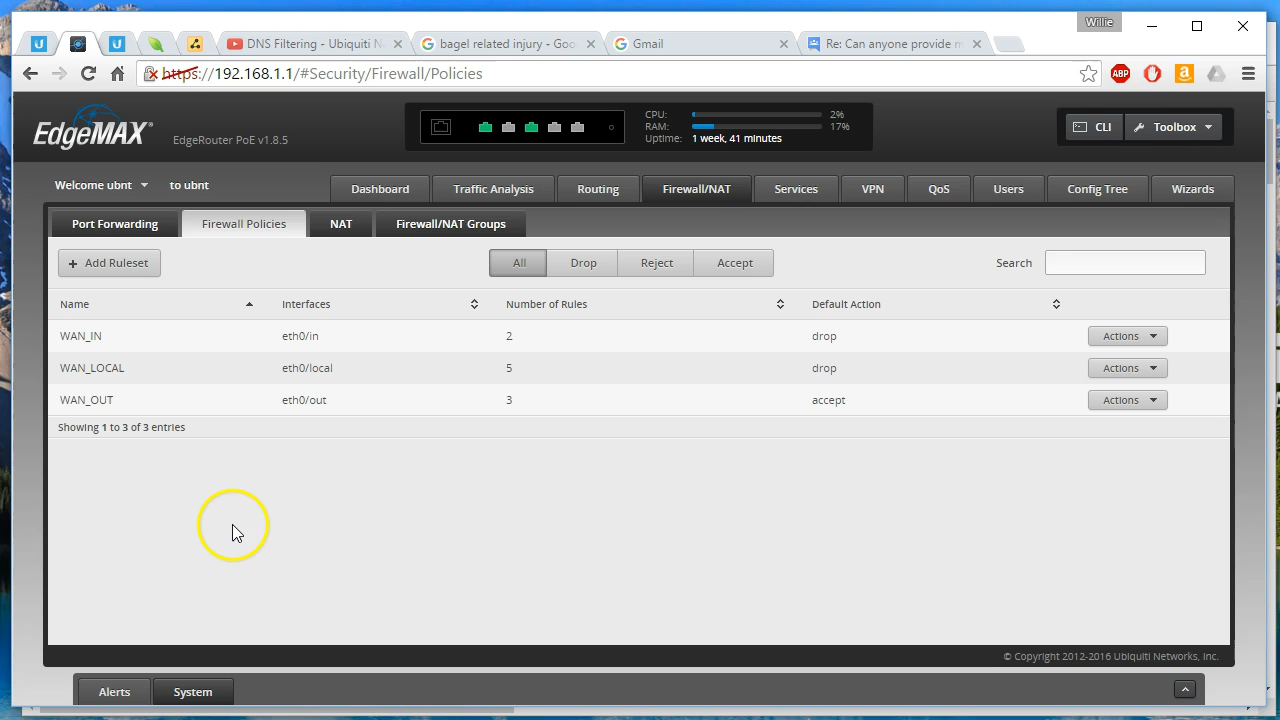 Willie
DNS Filtering - Ubiquiti N
bagel related injury - Goo
Gmail
Re: Can anyone provide m
https://192.168.1.1/#Security/Firewall/Policies
ABP
EdgeMAX
EdgeRouter PoE v1.8.5
CPU: 2%
RAM: 17%
Uptime: 1 week, 41 minutes
CLI
Toolbox
Welcome ubnt to ubnt
Dashboard Traffic Analysis Routing Firewall/NAT Services VPN QoS Users Config Tree Wizards
Port Forwarding Firewall Policies NAT Firewall/NAT Groups
+ Add Ruleset All Drop Reject Accept Search
Name Interfaces Number of Rules Default Action
WAN_IN eth0/in 2 drop Actions
WAN_LOCAL eth0/local 5 drop Actions
WAN_OUT eth0/out 3 accept Actions
Showing 1 to 3 of 3 entries
© Copyright 2012-2016 Ubiquiti Networks, Inc.
Alerts System